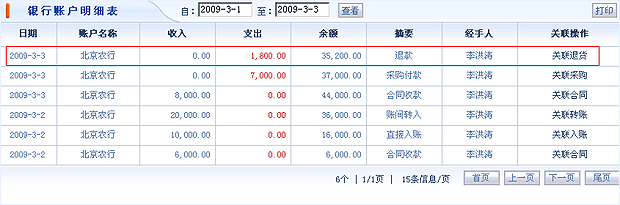 银行账户明细表 自：2009-3-1 至：2009-3-3 查看 打印
日期 账户名称 收入 支出 余额 摘要 经手人 关联操作
2009-3-3 北京农行 0.00 1,800.00 35,200.00 退款 李洪涛 关联退货
2009-3-3 北京农行 0.00 7,000.00 37,000.00 采购付款 李洪涛 关联采购
2009-3-3 北京农行 8,000.00 0.00 44,000.00 合同收款 李洪涛 关联合同
2009-3-2 北京农行 20,000.00 0.00 36,000.00 账间转入 李洪涛 关联转账
2009-3-2 北京农行 10,000.00 0.00 16,000.00 直接入账 李洪涛 关联入账
2009-3-2 北京农行 6,000.00 0.00 6,000.00 合同收款 李洪涛 关联合同
6个 | 1/1页 | 15条信息/页 首页 上一页 下一页 尾页